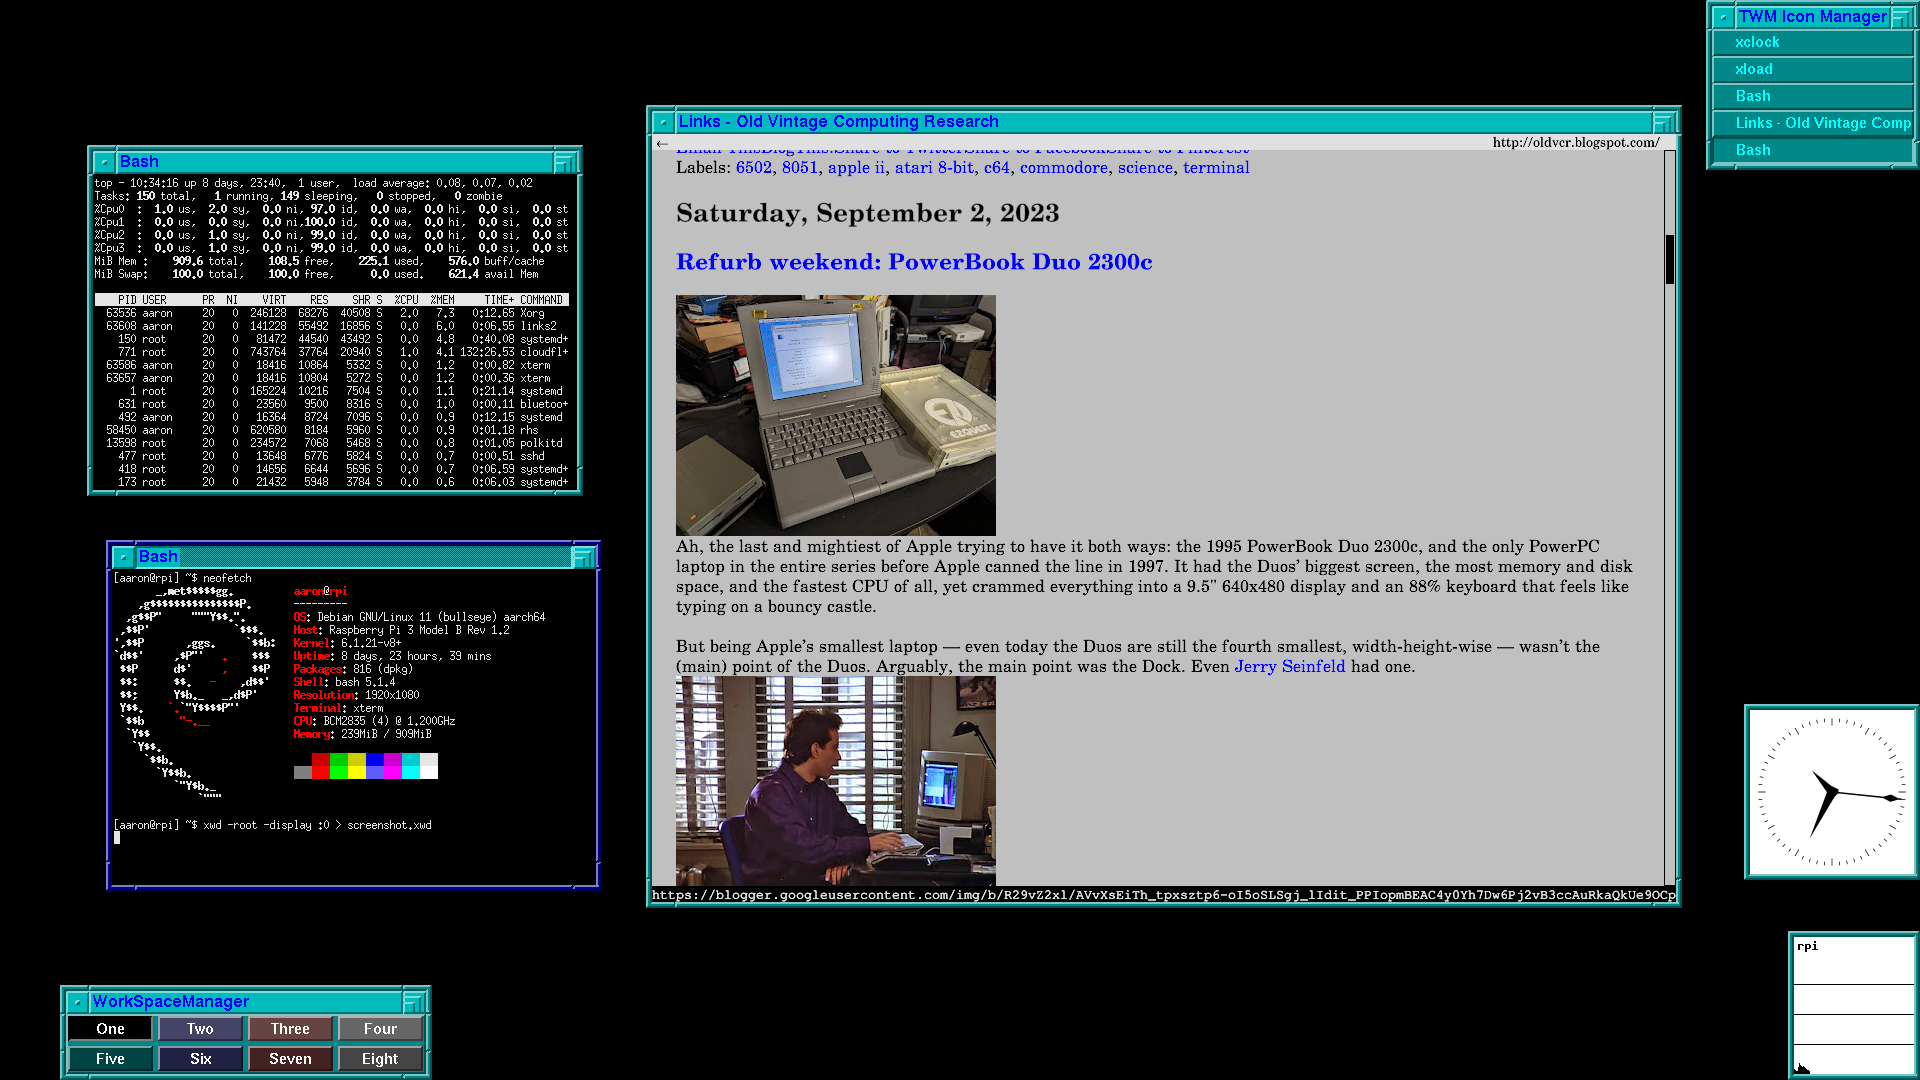 TWM Icon Manager
xclock
xload
Bash
Links - Old Vintage Comp
Bash
Bash
top - 10:34:16 up 8 days, 23:40,  1 user,  load average: 0.08, 0.07, 0.02
Tasks: 150 total,   1 running, 149 sleeping,   0 stopped,   0 zombie
%Cpu0  :  1.0 us,  2.0 sy,  0.0 ni, 97.0 id,  0.0 wa,  0.0 hi,  0.0 si,  0.0 st
%Cpu1  :  0.0 us,  0.0 sy,  0.0 ni,100.0 id,  0.0 wa,  0.0 hi,  0.0 si,  0.0 st
%Cpu2  :  0.0 us,  1.0 sy,  0.0 ni, 99.0 id,  0.0 wa,  0.0 hi,  0.0 si,  0.0 st
%Cpu3  :  0.0 us,  1.0 sy,  0.0 ni, 99.0 id,  0.0 wa,  0.0 hi,  0.0 si,  0.0 st
MiB Mem :    909.6 total,    108.5 free,    225.1 used,    576.0 buff/cache
MiB Swap:    100.0 total,    100.0 free,      0.0 used.    621.4 avail Mem
PID USER      PR  NI    VIRT    RES    SHR S  %CPU  %MEM     TIME+ COMMAND
63536 aaron     20   0  246128  68276  40508 S   2.0   7.3   0:12.65 Xorg
63608 aaron     20   0  141228  55492  16856 S   0.0   6.0   0:06.55 links2
150 root      20   0   81472  44540  43492 S   0.0   4.8   0:40.08 systemd+
771 root      20   0  743764  37764  20940 S   1.0   4.1 132:26.53 cloudfl+
63586 aaron     20   0   18416  10864   5332 S   0.0   1.2   0:00.82 xterm
63657 aaron     20   0   18416  10804   5272 S   0.0   1.2   0:00.36 xterm
1 root      20   0  165224  10216   7504 S   0.0   1.1   0:21.14 systemd
631 root      20   0   23560   9500   8316 S   0.0   1.0   0:00.11 bluetoo+
492 aaron     20   0   16364   8724   7096 S   0.0   0.9   0:12.15 systemd
58450 aaron     20   0  620580   8184   5960 S   0.0   0.9   0:01.18 rhs
13598 root      20   0  234572   7068   5468 S   0.0   0.8   0:01.05 polkitd
477 root      20   0   13648   6776   5824 S   0.0   0.7   0:00.51 sshd
418 root      20   0   14656   6644   5696 S   0.0   0.7   0:06.59 systemd+
173 root      20   0   21432   5948   3784 S   0.0   0.6   0:06.03 systemd+
Bash
[aaron@rpi] ~$ neofetch
aaron@rpi
---------
OS: Debian GNU/Linux 11 (bullseye) aarch64
Host: Raspberry Pi 3 Model B Rev 1.2
Kernel: 6.1.21-v8+
Uptime: 8 days, 23 hours, 39 mins
Packages: 816 (dpkg)
Shell: bash 5.1.4
Resolution: 1920x1080
Terminal: xterm
CPU: BCM2835 (4) @ 1.200GHz
Memory: 239MiB / 909MiB
[aaron@rpi] ~$ xwd -root -display :0 > screenshot.xwd
Links - Old Vintage Computing Research
← http://oldvcr.blogspot.com/
Email ThisBlogThis!Share to TwitterShare to FacebookShare to Pinterest
Labels: 6502, 8051, apple ii, atari 8-bit, c64, commodore, science, terminal
Saturday, September 2, 2023
Refurb weekend: PowerBook Duo 2300c
EZQUEST
Ah, the last and mightiest of Apple trying to have it both ways: the 1995 PowerBook Duo 2300c, and the only PowerPC
laptop in the entire series before Apple canned the line in 1997. It had the Duos' biggest screen, the most memory and disk
space, and the fastest CPU of all, yet crammed everything into a 9.5" 640x480 display and an 88% keyboard that feels like
typing on a bouncy castle.
But being Apple's smallest laptop — even today the Duos are still the fourth smallest, width-height-wise — wasn't the
(main) point of the Duos. Arguably, the main point was the Dock. Even Jerry Seinfeld had one.
https://blogger.googleusercontent.com/img/b/R29vZ2xl/AVvXsEiTh_tpxsztp6-oI5oSLSgj_lIdit_PPIopmBEAC4y0Yh7Dw6Pj2vB3ccAuRkaQkUe9OCp
rpi
WorkSpaceManager
One Two Three Four
Five Six Seven Eight